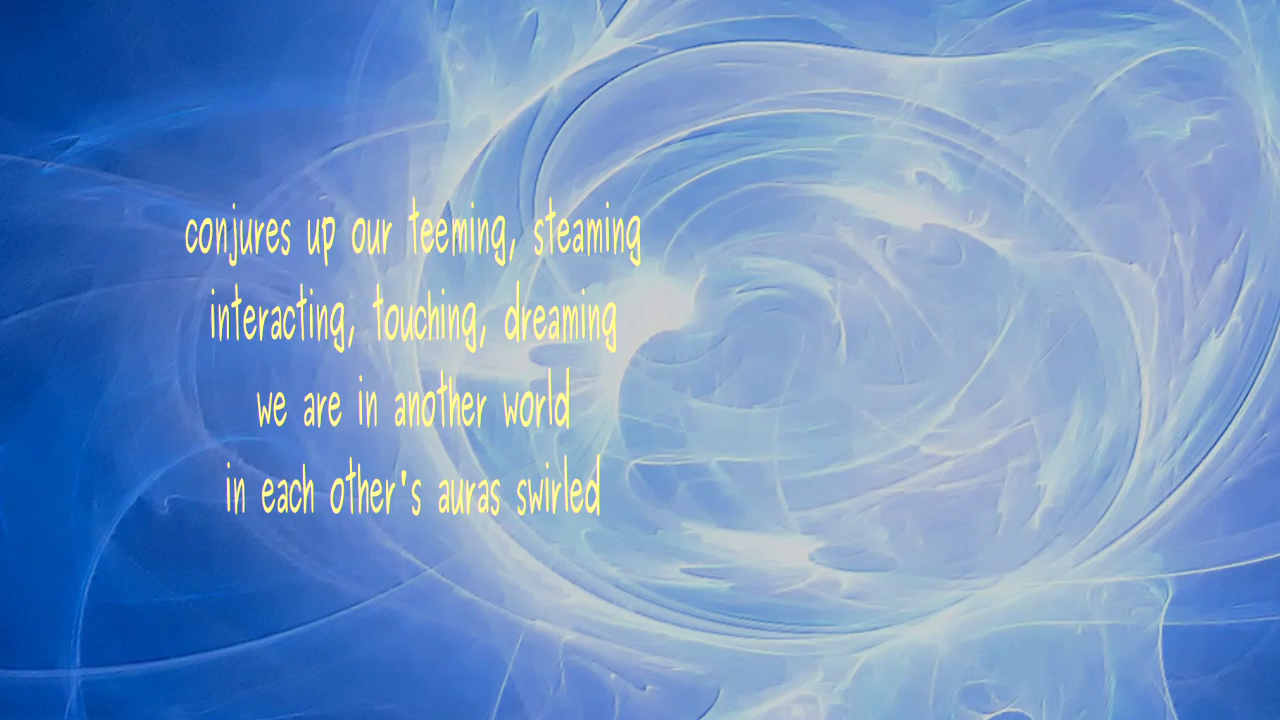 conjures up our teeming, steaming
interacting, touching, dreaming
we are in another world
in each other's auras swirled